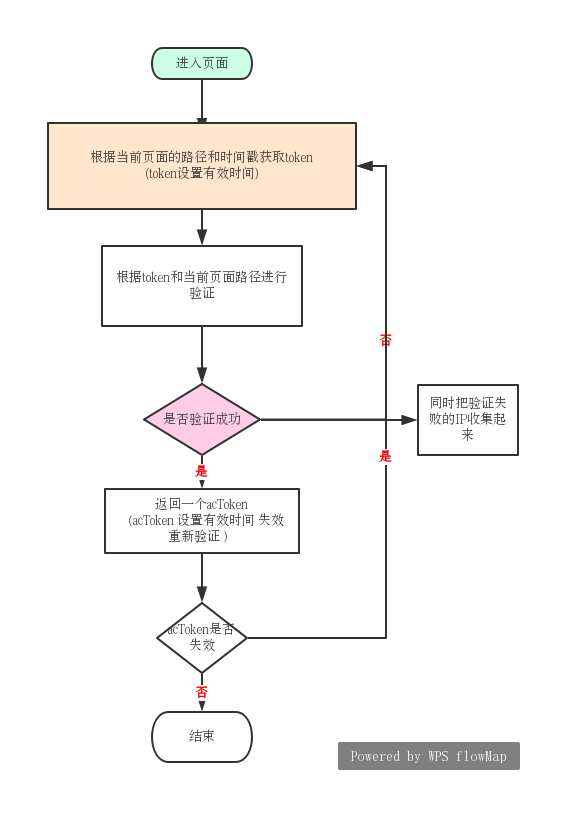 进入页面
根据当前页面的路径和时间戳获取token
(token设置有效时间)
根据token和当前页面路径进行
验证
否
是否验证成功
同时把验证失
败的IP收集起
来
是
是
返回一个acToken
(acToken 设置有效时间 失效
重新验证 )
acToken是否
失效
否
结束
Powered by WPS flowMap